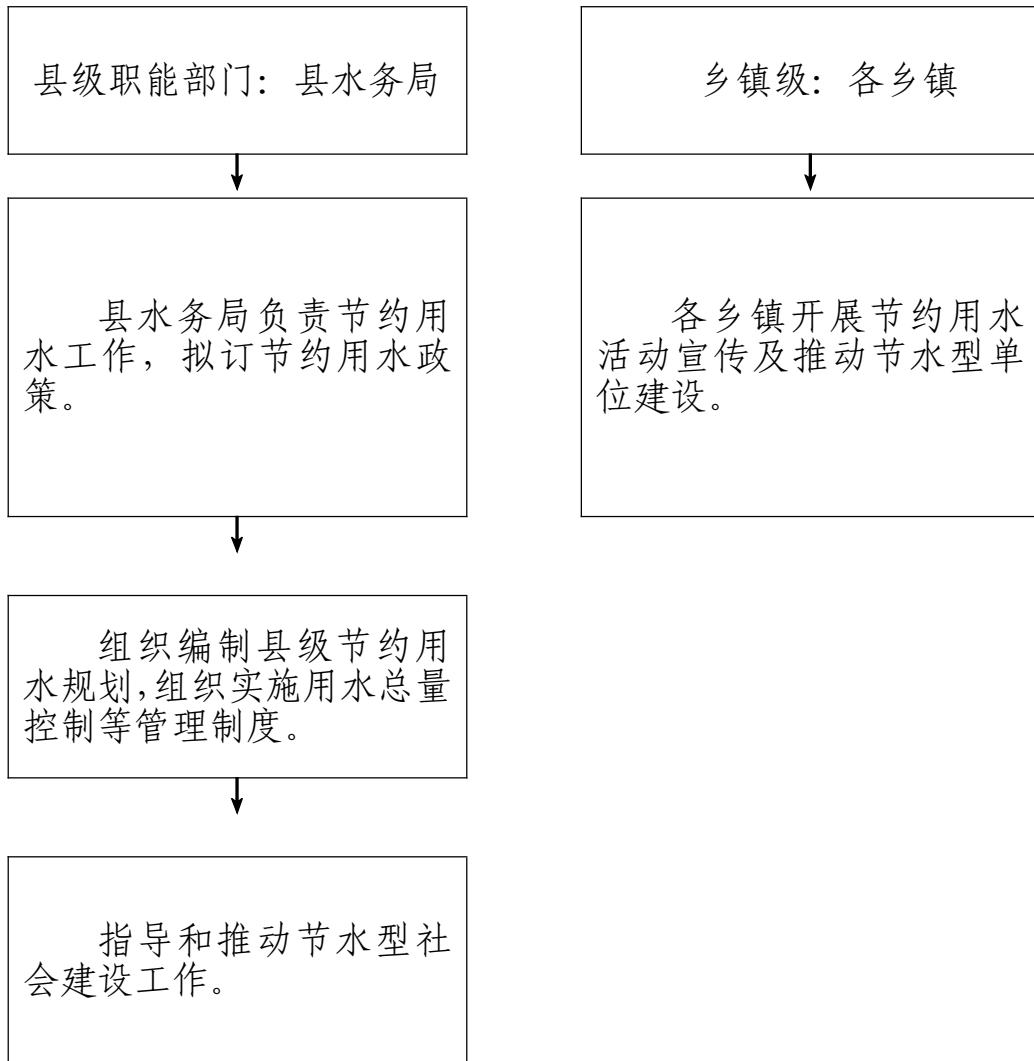 县级职能部门：县水务局
乡镇级：各乡镇
县水务局负责节约用
水工作，拟订节约用水政
策。
各乡镇开展节约用水
活动宣传及推动节水型单
位建设。
组织编制县级节约用
水规划,组织实施用水总量
控制等管理制度。
指导和推动节水型社
会建设工作。